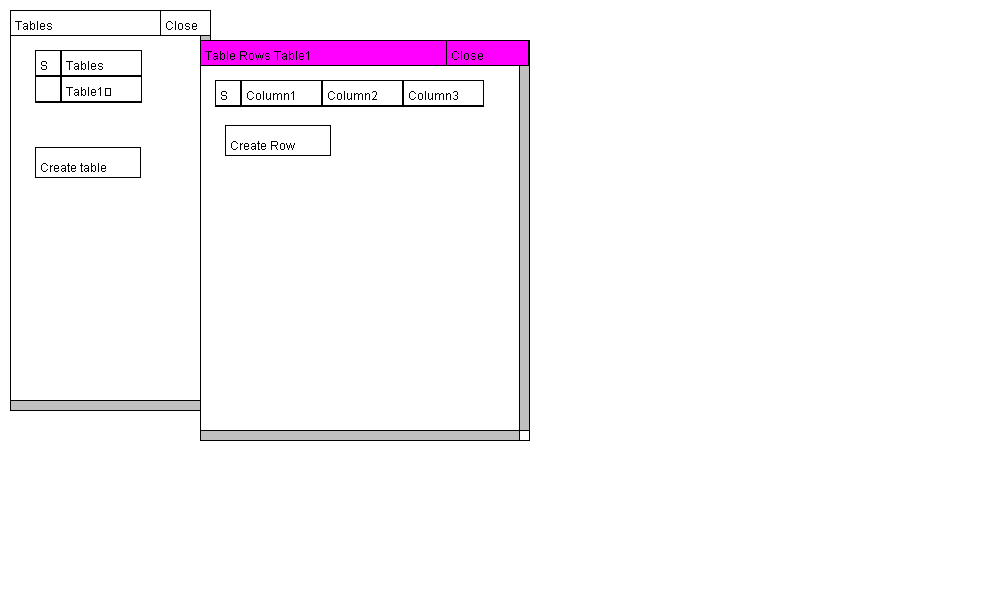 Tables Close
S Tables
Table1
Create table
Table Rows Table1 Close
S Column1 Column2 Column3
Create Row